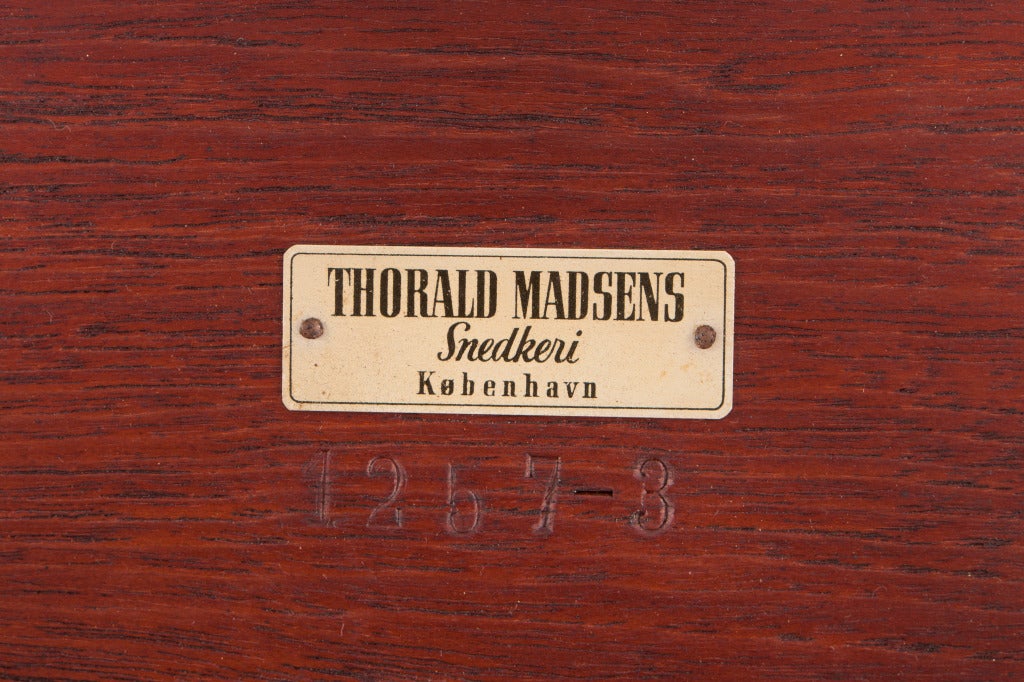 THORALD MADSENS
Snedkeri
København
1257-3